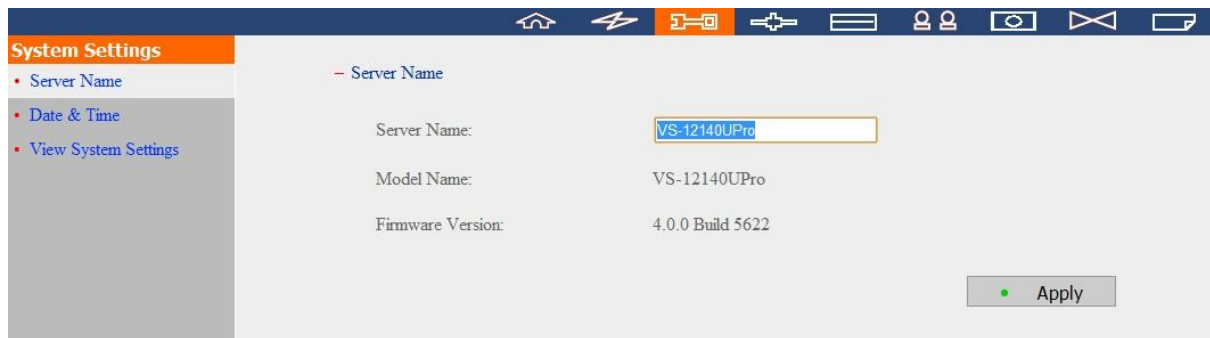 System Settings
• Server Name
• Date & Time
• View System Settings
– Server Name
Server Name: VS-12140UPro
Model Name: VS-12140UPro
Firmware Version: 4.0.0 Build 5622
• Apply